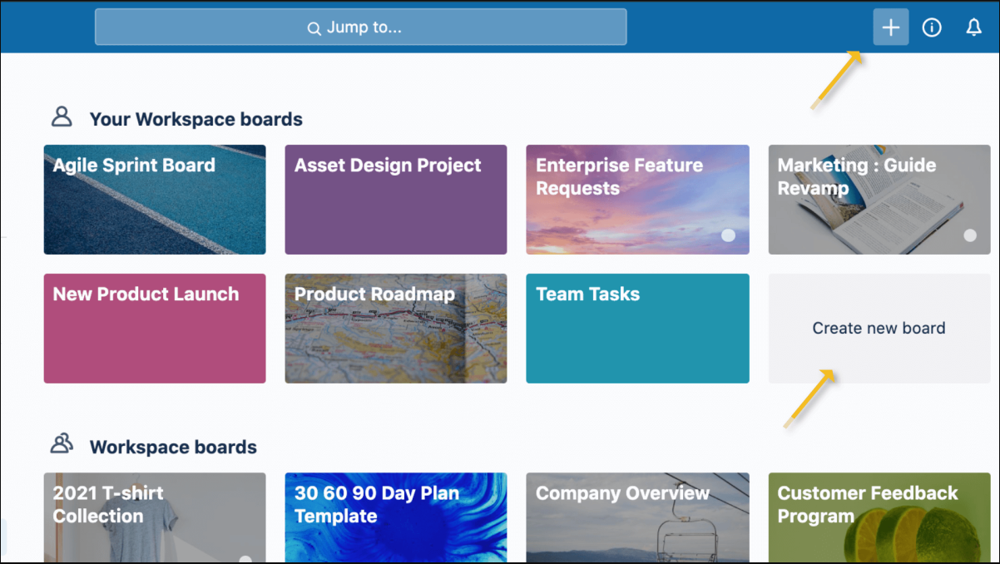 Jump to...
Your Workspace boards
Agile Sprint Board
Asset Design Project
Enterprise Feature
Requests
Marketing : Guide
Revamp
New Product Launch
Product Roadmap
Team Tasks
Create new board
Workspace boards
2021 T-shirt
Collection
30 60 90 Day Plan
Template
Company Overview
Customer Feedback
Program